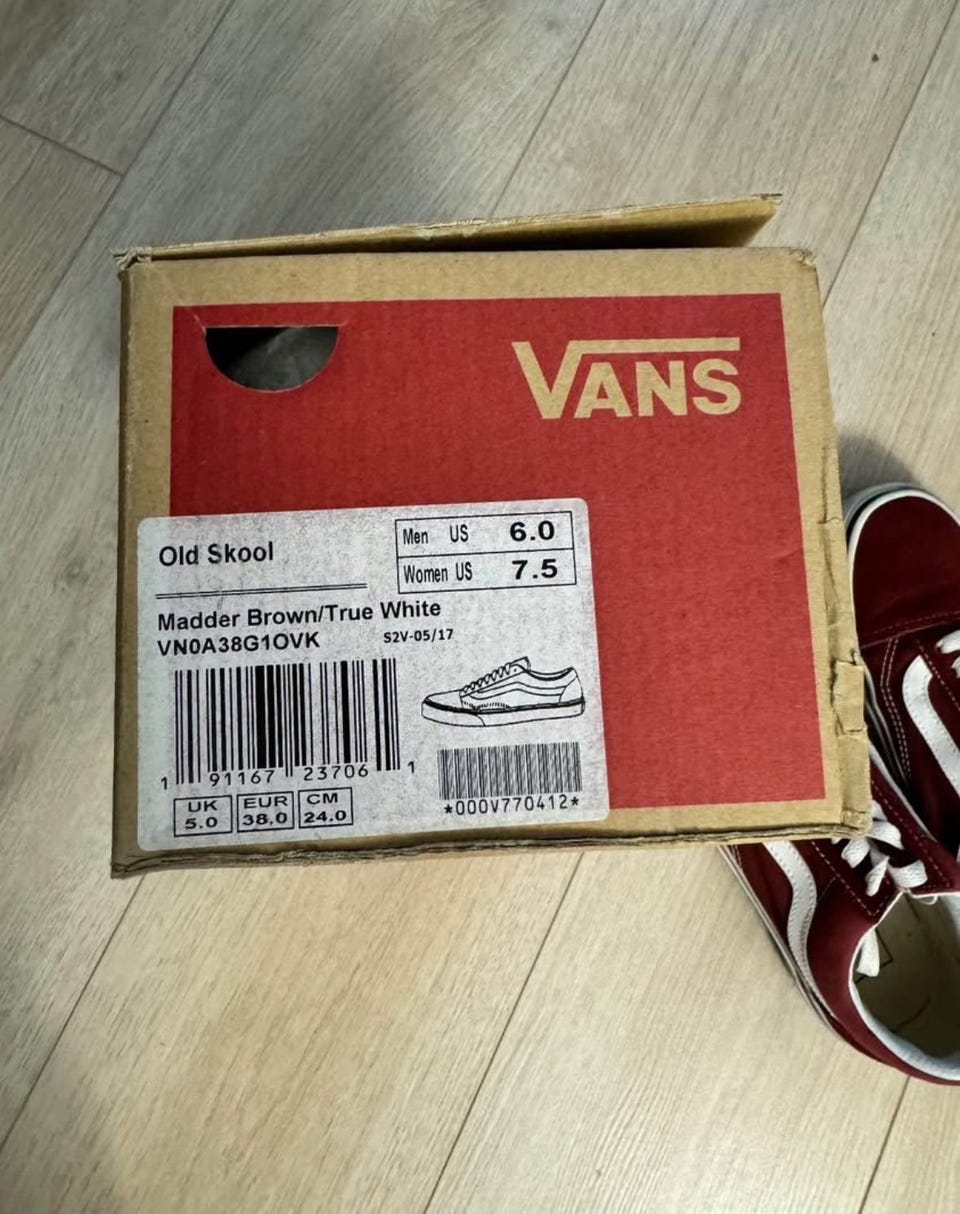 VANS
Old Skool
Men US 6.0
Women US 7.5
Madder Brown/True White
VN0A38G1OVK S2V-05/17
1 91167 23706 1
*000V770412*
UK EUR CM
5.0 38.0 24.0